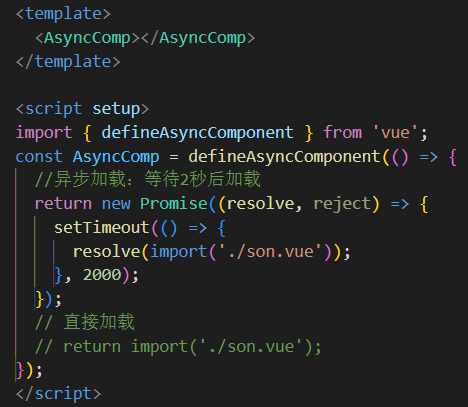 <template>
  <AsyncComp></AsyncComp>
</template>

<script setup>
import { defineAsyncComponent } from 'vue';
const AsyncComp = defineAsyncComponent(() => {
  //异步加载：等待2秒后加载
  return new Promise((resolve, reject) => {
    setTimeout(() => {
      resolve(import('./son.vue'));
    }, 2000);
  });
  // 直接加载
  // return import('./son.vue');
});
</script>